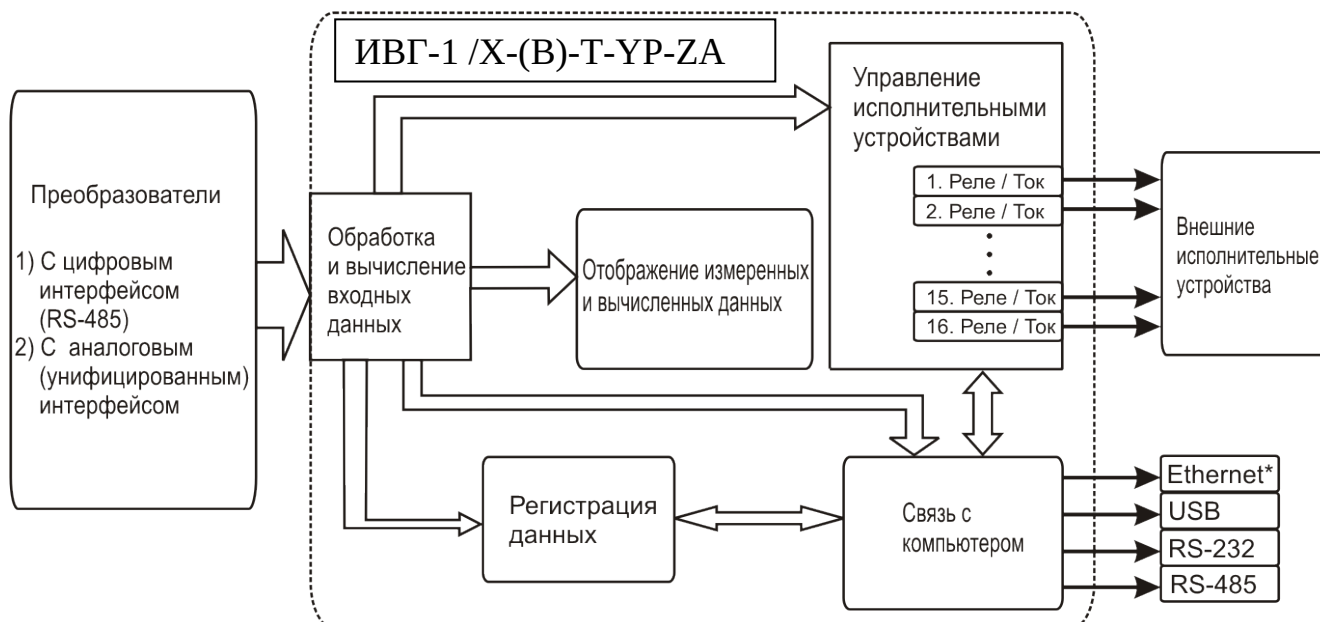 ИВГ-1 /Х-(В)-Т-YP-ZA
Преобразователи
1) С цифровым
интерфейсом
(RS-485)
2) С аналоговым
(унифицированным)
интерфейсом
Обработка
и вычисление
входных
данных
Отображение измеренных
и вычисленных данных
Управление
исполнительными
устройствами
1. Реле / Ток
2. Реле / Ток
15. Реле / Ток
16. Реле / Ток
Внешние
исполнительные
устройства
Регистрация
данных
Связь с
компьютером
Ethernet*
USB
RS-232
RS-485